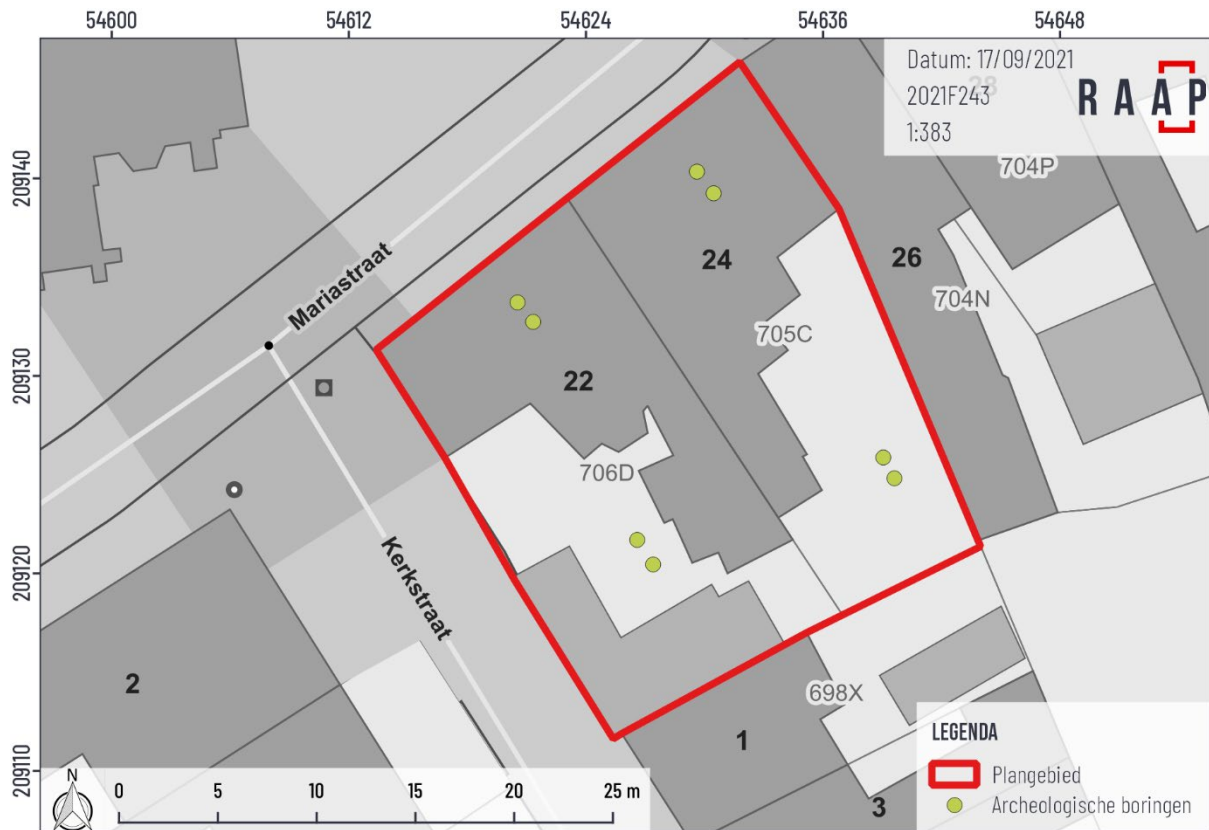 54600 54612 54624 54636 54648
Datum: 17/09/2021
2021F243
1:383
RAAP
28
704P
209140
24
26
704N
Mariastraat
705C
209130
22
706D
209120
Kerkstraat
2
698X
1
209110
3
N
0 5 10 15 20 25 m
LEGENDA
Plangebied
Archeologische boringen